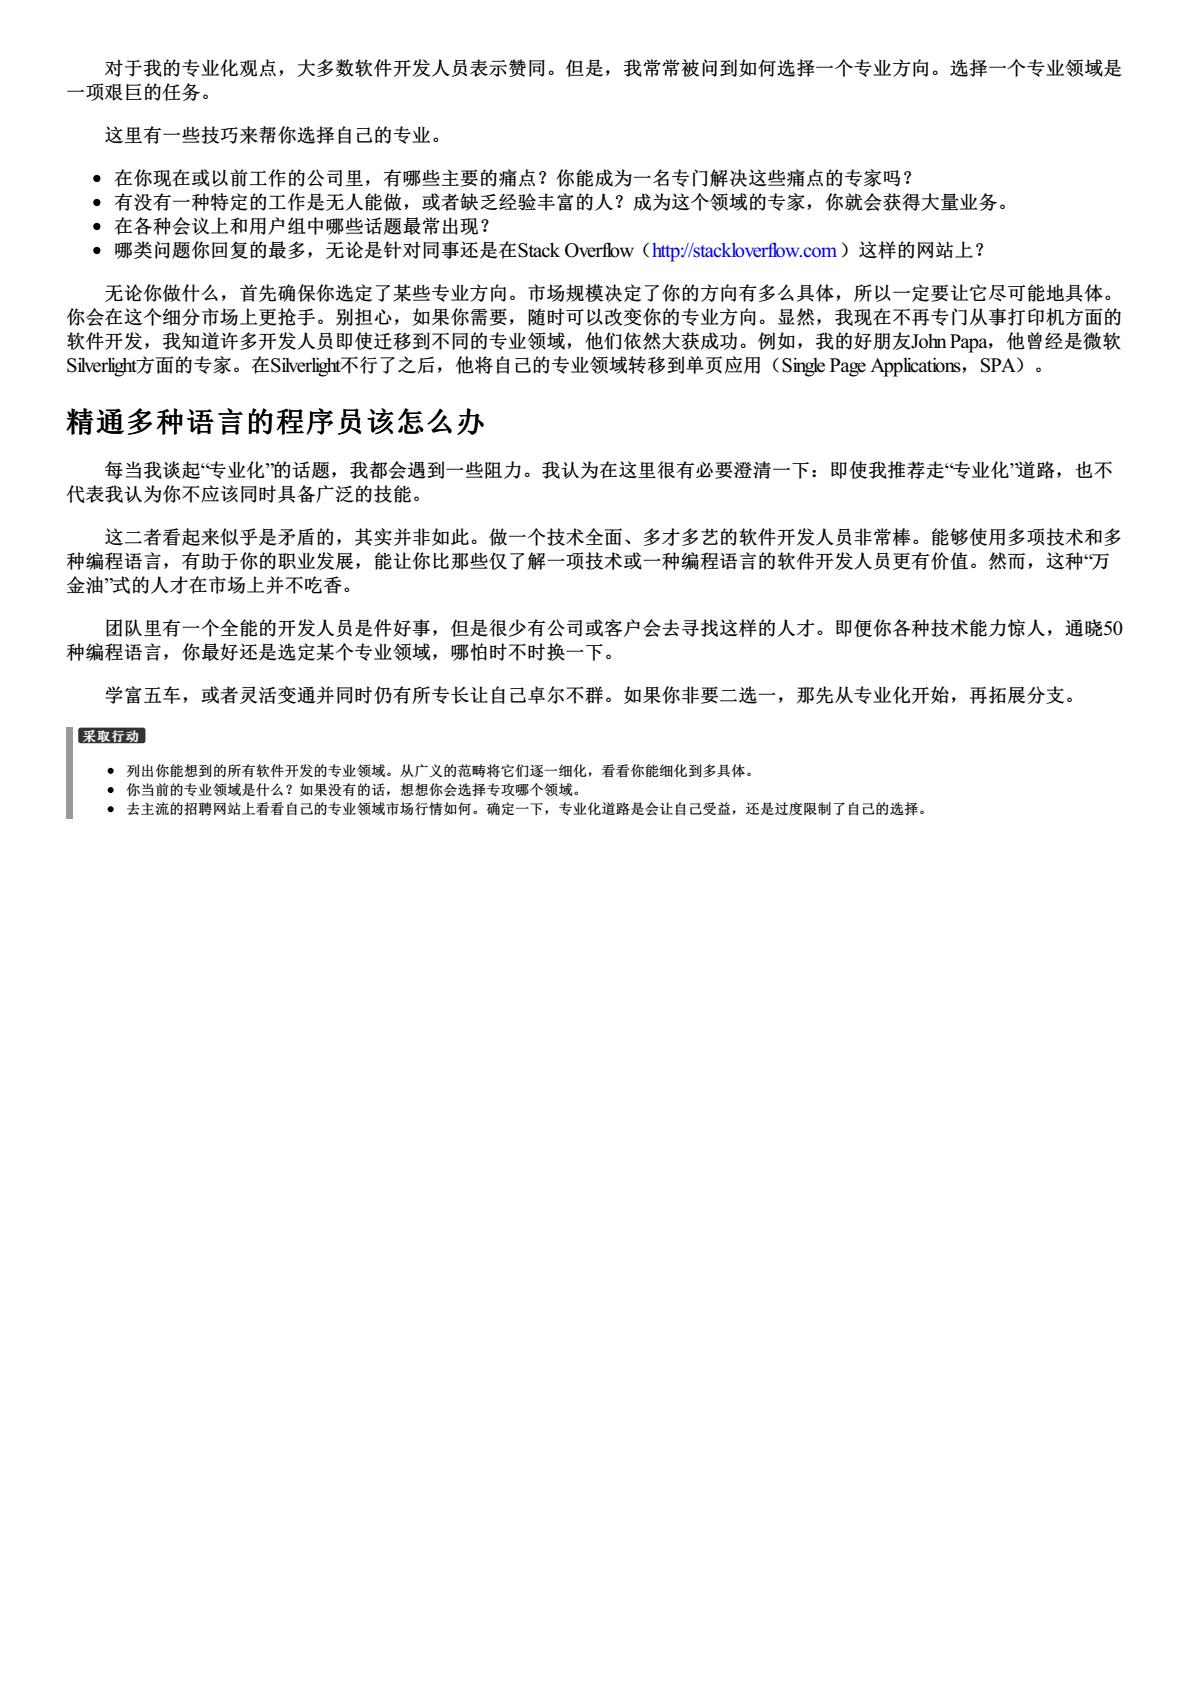 对于我的专业化观点，大多数软件开发人员表示赞同。但是，我常常被问到如何选择一个专业方向。选择一个专业领域是
一项艰巨的任务。
这里有一些技巧来帮你选择自己的专业。
• 在你现在或以前工作的公司里，有哪些主要的痛点？你能成为一名专门解决这些痛点的专家吗？
• 有没有一种特定的工作是无人能做，或者缺乏经验丰富的人？成为这个领域的专家，你就会获得大量业务。
• 在各种会议上和用户组中哪些话题最常出现？
• 哪类问题你回复的最多，无论是针对同事还是在Stack Overflow（http://stackloverflow.com ）这样的网站上？
无论你做什么，首先确保你选定了某些专业方向。市场规模决定了你的方向有多么具体，所以一定要让它尽可能地具体。
你会在这个细分市场上更抢手。别担心，如果你需要，随时可以改变你的专业方向。显然，我现在不再专门从事打印机方面的
软件开发，我知道许多开发人员即使迁移到不同的专业领域，他们依然大获成功。例如，我的好朋友John Papa，他曾经是微软
Silverlight方面的专家。在Silverlight不行了之后，他将自己的专业领域转移到单页应用（Single Page Applications，SPA）。
精通多种语言的程序员该怎么办
每当我谈起“专业化”的话题，我都会遇到一些阻力。我认为在这里很有必要澄清一下：即使我推荐走“专业化”道路，也不
代表我认为你不应该同时具备广泛的技能。
这二者看起来似乎是矛盾的，其实并非如此。做一个技术全面、多才多艺的软件开发人员非常棒。能够使用多项技术和多
种编程语言，有助于你的职业发展，能让你比那些仅了解一项技术或一种编程语言的软件开发人员更有价值。然而，这种“万
金油”式的人才在市场上并不吃香。
团队里有一个全能的开发人员是件好事，但是很少有公司或客户会去寻找这样的人才。即便你各种技术能力惊人，通晓50
种编程语言，你最好还是选定某个专业领域，哪怕时不时换一下。
学富五车，或者灵活变通并同时仍有所专长让自己卓尔不群。如果你非要二选一，那先从专业化开始，再拓展分支。
采取行动
• 列出你能想到的所有软件开发的专业领域。从广义的范畴将它们逐一细化，看看你能细化到多具体。
• 你当前的专业领域是什么？如果没有的话，想想你会选择专攻哪个领域。
• 去主流的招聘网站上看看自己的专业领域市场行情如何。确定一下，专业化道路是会让自己受益，还是过度限制了自己的选择。